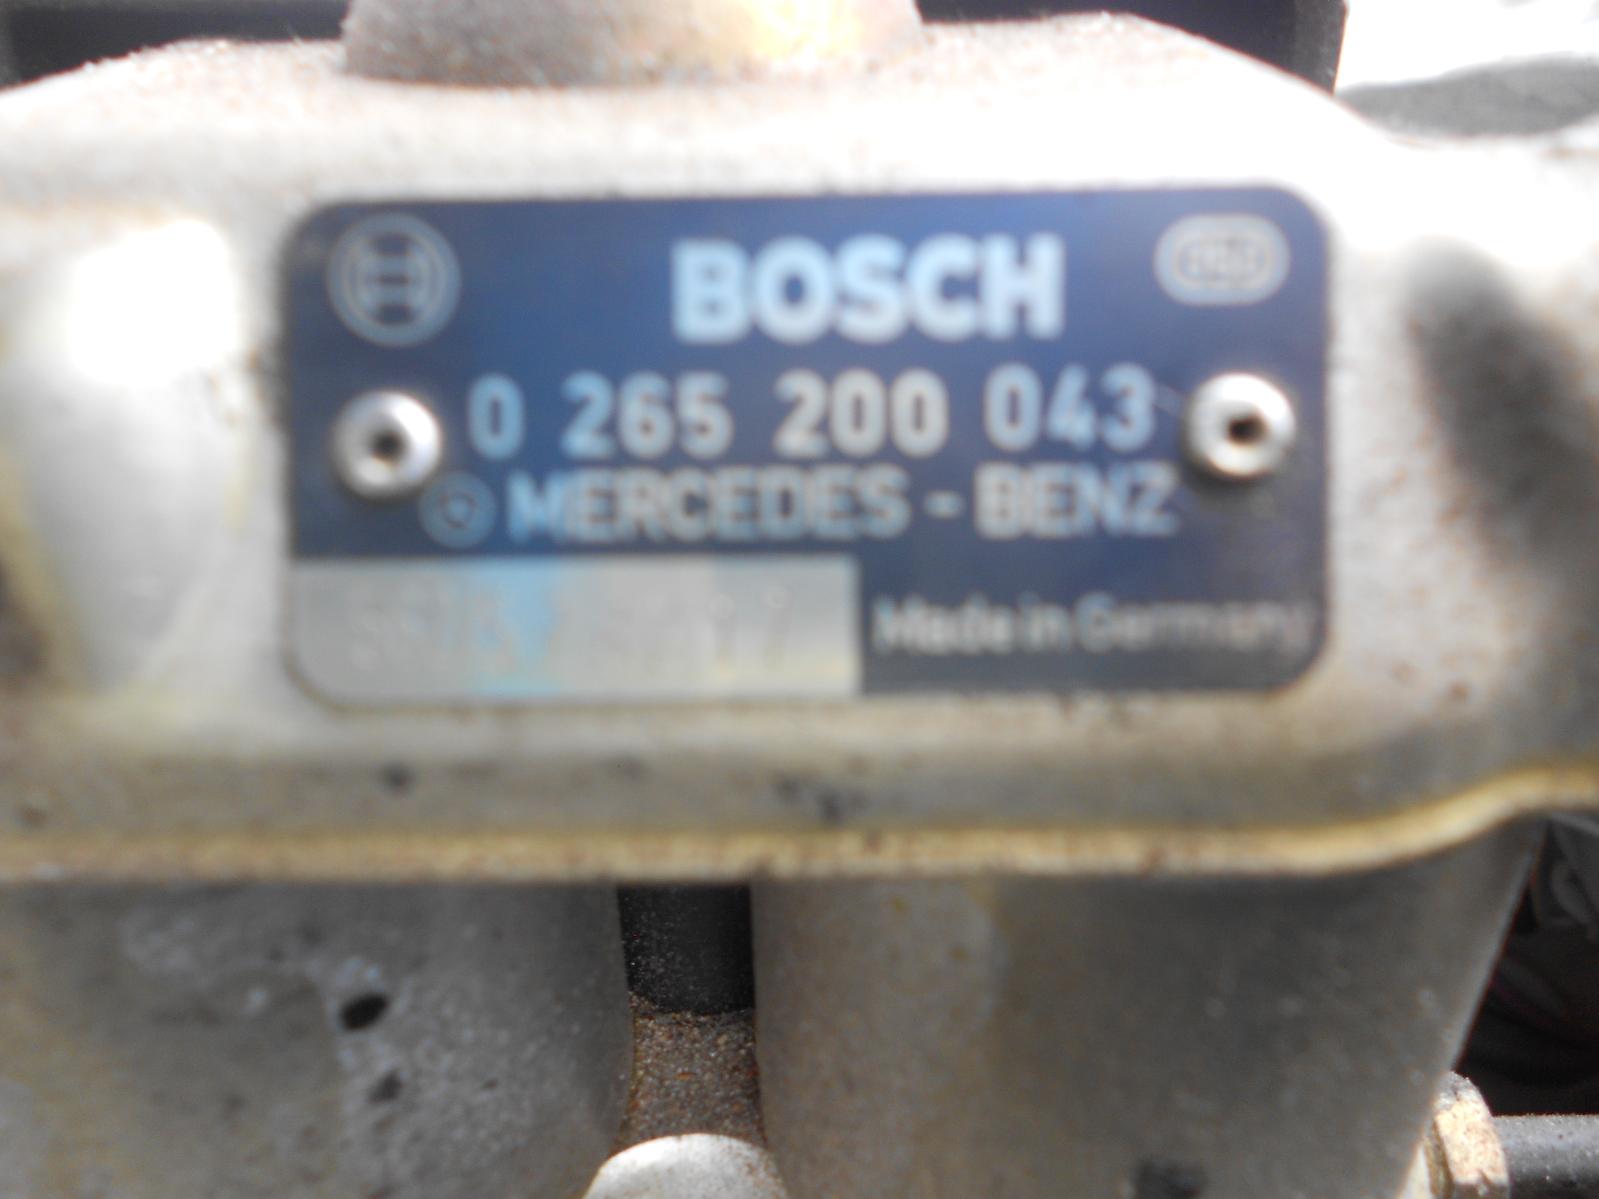 BOSCH
0 265 200 043
MERCEDES - BENZ
Made in Germany